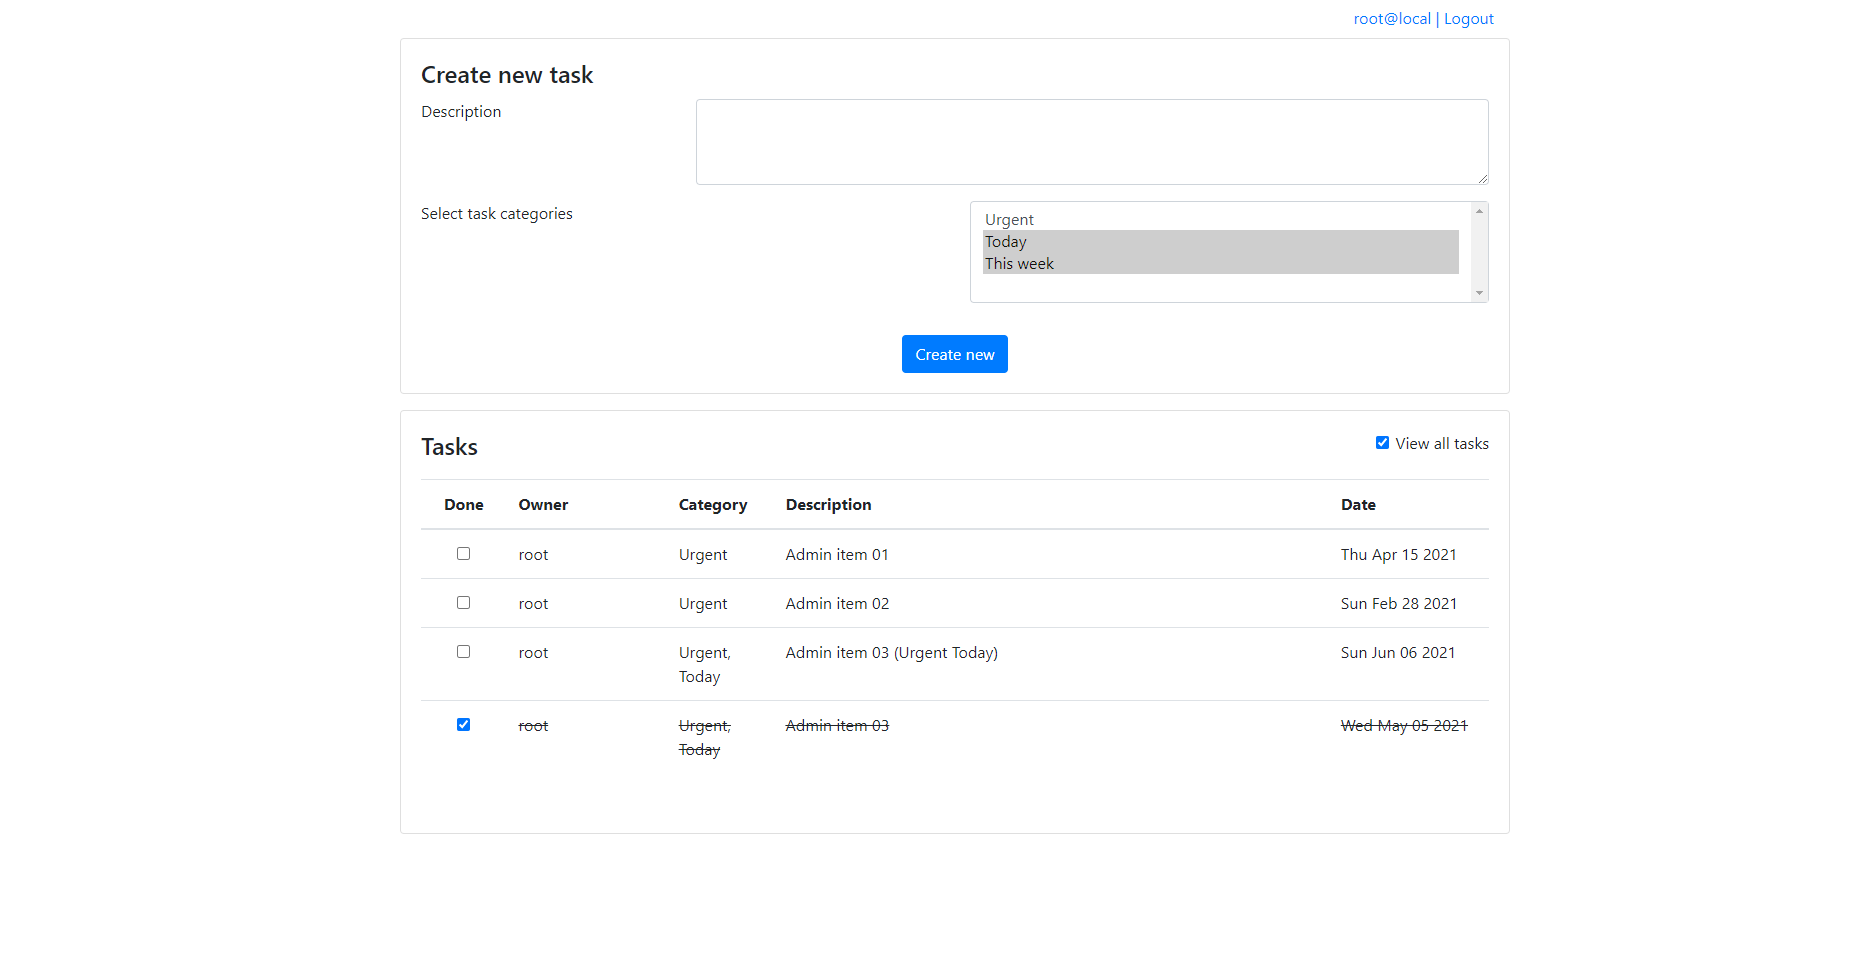 root@local | Logout
Create new task
Description
Select task categories
Urgent
Today
This week
Create new
Tasks
View all tasks
Done Owner Category Description Date
root Urgent Admin item 01 Thu Apr 15 2021
root Urgent Admin item 02 Sun Feb 28 2021
root Urgent, Admin item 03 (Urgent Today) Sun Jun 06 2021
Today
root Urgent, Admin item 03 Wed May 05 2021
Today